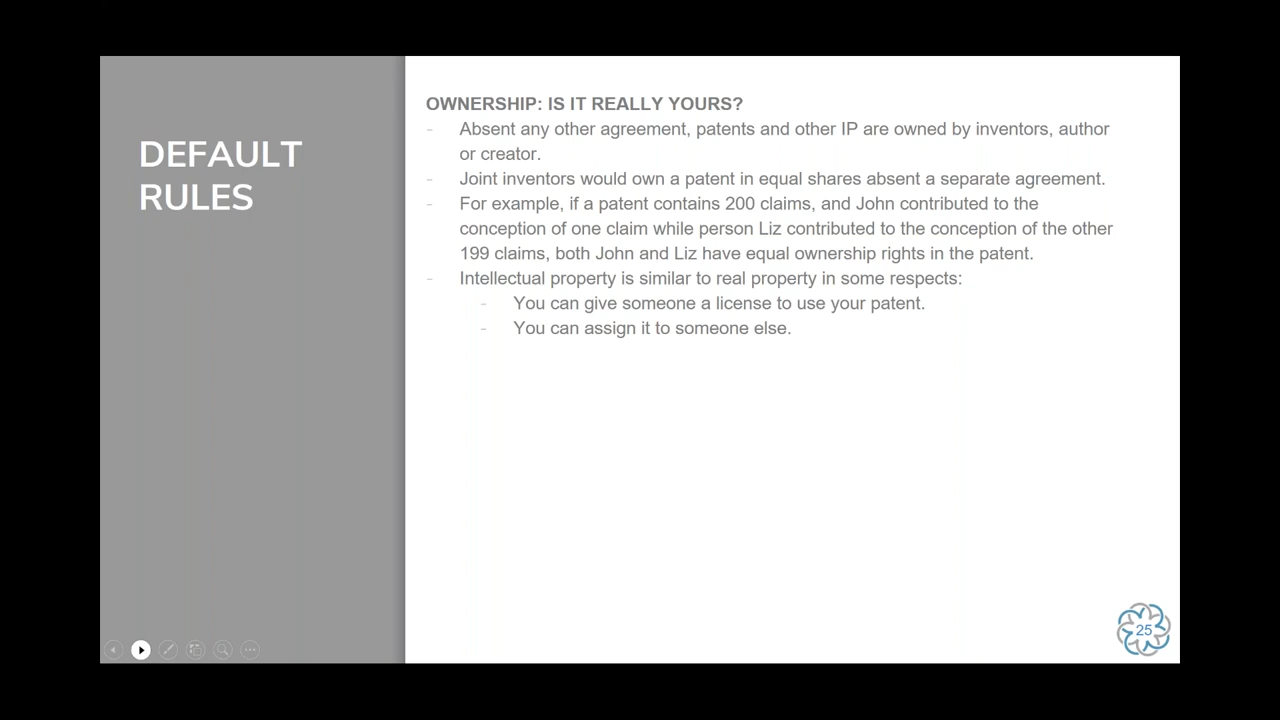 DEFAULT
RULES
OWNERSHIP: IS IT REALLY YOURS?
- Absent any other agreement, patents and other IP are owned by inventors, author
or creator.
- Joint inventors would own a patent in equal shares absent a separate agreement.
- For example, if a patent contains 200 claims, and John contributed to the
conception of one claim while person Liz contributed to the conception of the other
199 claims, both John and Liz have equal ownership rights in the patent.
- Intellectual property is similar to real property in some respects:
- You can give someone a license to use your patent.
- You can assign it to someone else.
25